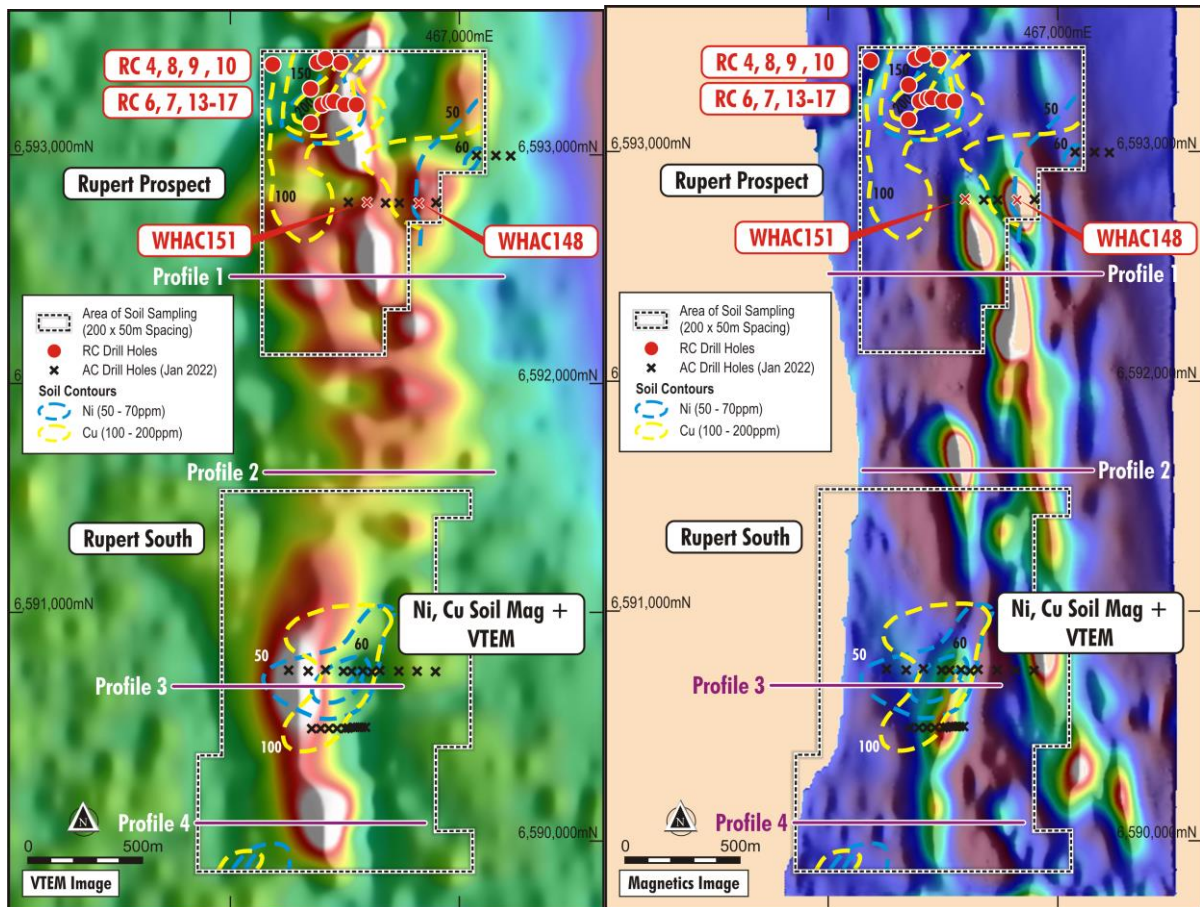 467,000mE
RC 4, 8, 9 , 10
150
RC 6, 7, 13-17
200
50
6,593,000mN
60
Rupert Prospect
100
WHAC151
WHAC148
Profile 1
Area of Soil Sampling
(200 x 50m Spacing)
RC Drill Holes
AC Drill Holes (Jan 2022)
Soil Contours
Ni (50 - 70ppm)
Cu (100 - 200ppm)
6,592,000mN
Profile 2
Rupert South
6,591,000mN
Ni, Cu Soil Mag +
VTEM
60
50
Profile 3
100
N
Profile 4
6,590,000mN
0
500m
VTEM Image
467,000mE
RC 4, 8, 9 , 10
150
RC 6, 7, 13-17
200
50
6,593,000mN
60
Rupert Prospect
100
WHAC151
WHAC148
Profile 1
Area of Soil Sampling
(200 x 50m Spacing)
RC Drill Holes
AC Drill Holes (Jan 2022)
Soil Contours
Ni (50 - 70ppm)
Cu (100 - 200ppm)
6,592,000mN
Profile 2
Rupert South
6,591,000mN
Ni, Cu Soil Mag +
VTEM
60
50
Profile 3
100
N
Profile 4
6,590,000mN
0
500m
Magnetics Image